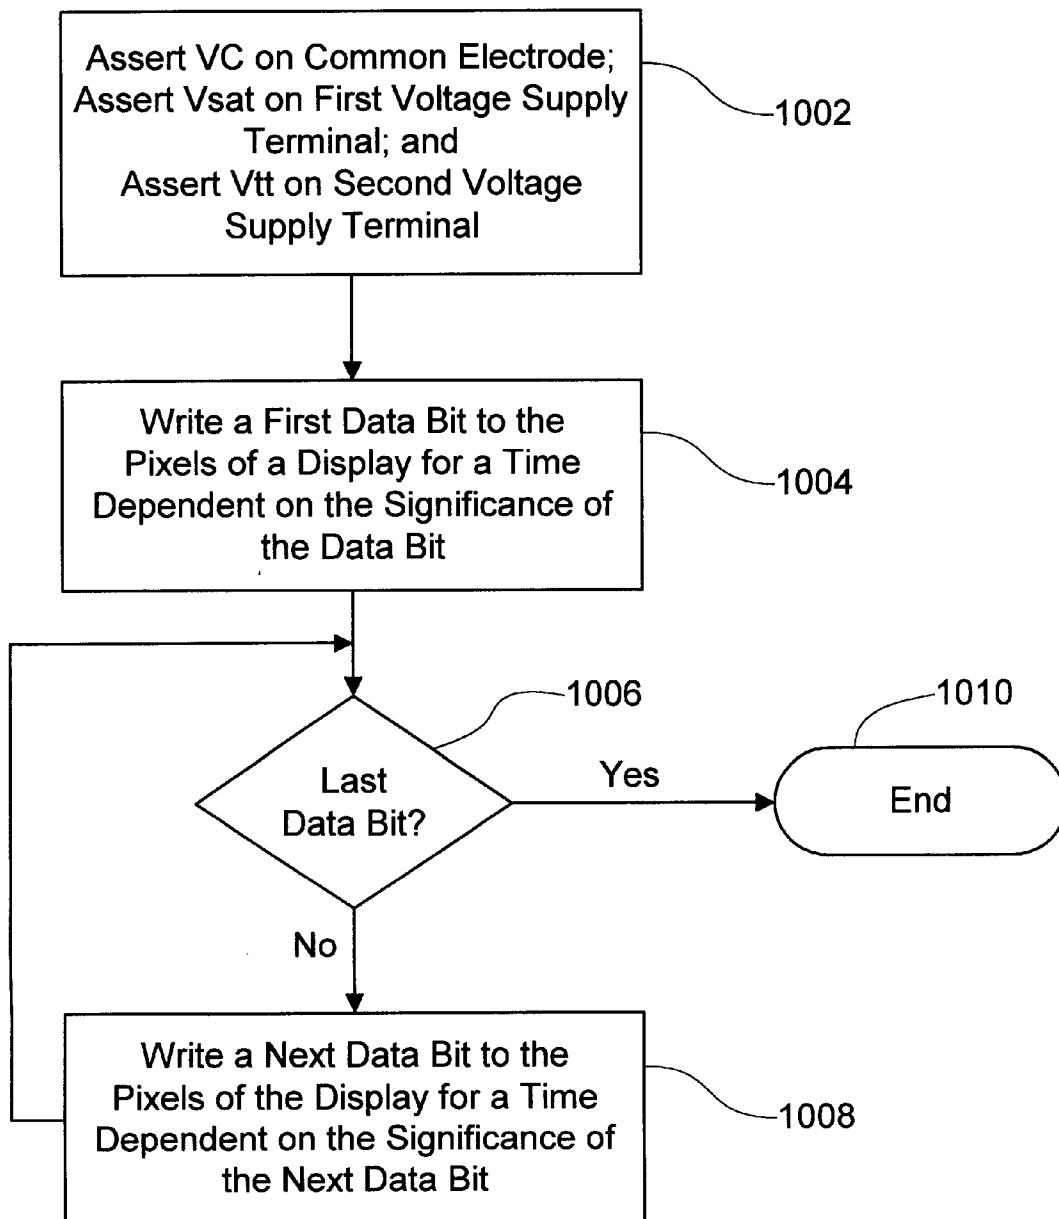 Assert VC on Common Electrode;
Assert Vsat on First Voltage Supply
Terminal; and
Assert Vtt on Second Voltage
Supply Terminal
1002
Write a First Data Bit to the
Pixels of a Display for a Time
Dependent on the Significance of
the Data Bit
1004
1006
1010
Last
Data Bit?
Yes
End
No
Write a Next Data Bit to the
Pixels of the Display for a Time
Dependent on the Significance of
the Next Data Bit
1008